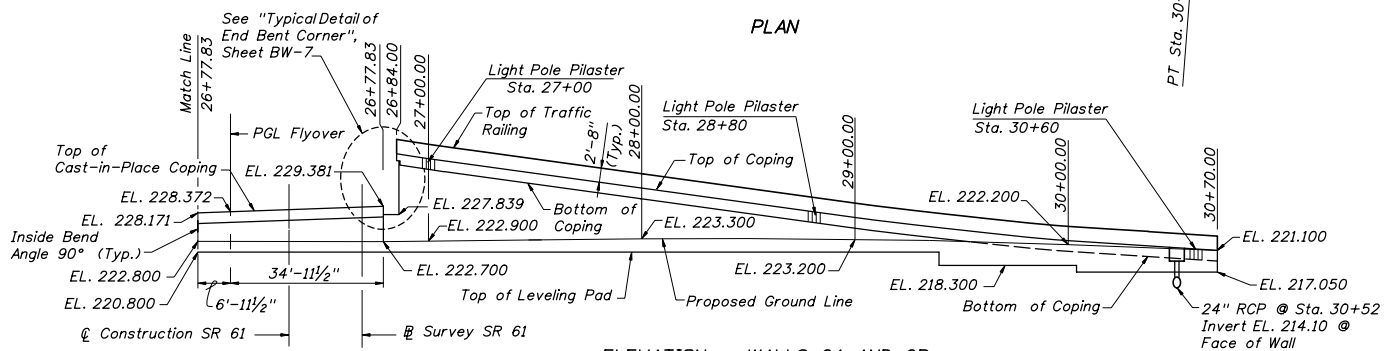 PLAN
PT Sta. 30+
See "Typical Detail of
End Bent Corner",
Sheet BW-7
Match Line
26+77.83
26+77.83
26+84.00
27+00.00
Light Pole Pilaster
Sta. 27+00
Top of Traffic
Railing
2'-8"
(Typ.)
28+00.00
Light Pole Pilaster
Sta. 28+80
Top of Coping
29+00.00
Light Pole Pilaster
Sta. 30+60
30+00.00
30+70.00
PGL Flyover
Top of
Cast-in-Place Coping
EL. 229.381
EL. 228.372
EL. 228.171
EL. 227.839
Bottom of
Coping
EL. 222.900
EL. 223.300
EL. 222.200
EL. 221.100
Inside Bend
Angle 90° (Typ.)
EL. 222.800
EL. 220.800
34'-11½"
6'-11½"
EL. 222.700
Top of Leveling Pad
Proposed Ground Line
EL. 223.200
EL. 218.300
Bottom of Coping
EL. 217.050
24" RCP @ Sta. 30+52
Invert EL. 214.10 @
Face of Wall
℄ Construction SR 61
Survey SR 61